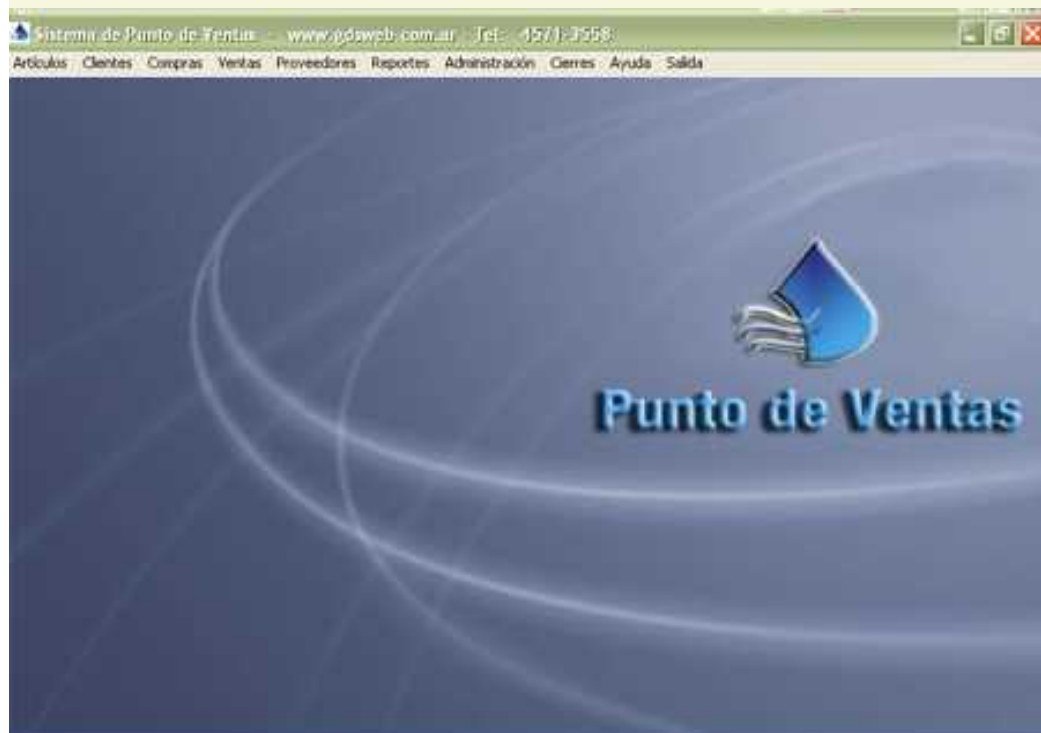 Sistema de Punto de Ventas - www.gdsweb.com.ar Tel: 4571-3558
Artículos Clientes Compras Ventas Proveedores Reportes Administración Cierres Ayuda Salida
Punto de Ventas